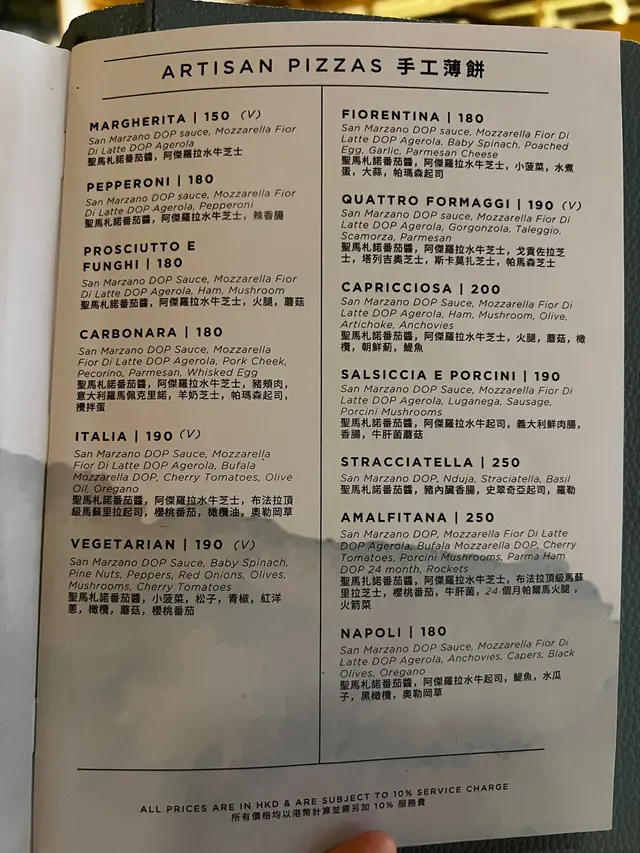 ARTISAN PIZZAS 手工薄餅
MARGHERITA | 150 (V)
San Marzano DOP sauce, Mozzarella Fior
Di Latte DOP Agerola
聖馬札諾番茄醬，阿傑羅拉水牛芝士
PEPPERONI | 180
San Marzano DOP sauce, Mozzarella Fior
Di Latte DOP Agerola, Pepperoni
聖馬札諾番茄醬，阿傑羅拉水牛芝士，辣香腸
PROSCIUTTO E
FUNGHI | 180
San Marzano DOP Sauce, Mozzarella Fior
Di Latte DOP Agerola, Ham, Mushroom
聖馬札諾番茄醬，阿傑羅拉水牛芝士，火腿，蘑菇
CARBONARA | 180
San Marzano DOP Sauce, Mozzarella
Fior Di Latte DOP Agerola, Pork Cheek,
Pecorino, Parmesan, Whisked Egg
聖馬札諾番茄醬，阿傑羅拉水牛芝士，豬頰肉，
意大利羅馬佩克里諾，羊奶芝士，帕瑪森起司，
攪拌蛋
ITALIA | 190 (V)
San Marzano DOP Sauce, Mozzarella
Fior Di Latte DOP Agerola, Bufala
Mozzarella DOP, Cherry Tomatoes, Olive
Oil, Oregano
聖馬札諾番茄醬，阿傑羅拉水牛芝士，布法拉頂
級馬蘇里拉起司，櫻桃番茄，橄欖油，奧勒岡草
VEGETARIAN | 190 (V)
San Marzano DOP Sauce, Baby Spinach,
Pine Nuts, Peppers, Red Onions, Olives,
Mushrooms, Cherry Tomatoes
聖馬札諾番茄醬，小菠菜，松子，青椒，紅洋
蔥，橄欖，蘑菇，櫻桃番茄
FIORENTINA | 180
San Marzano DOP sauce, Mozzarella Fior Di
Latte DOP Agerola, Baby Spinach, Poached
Egg, Garlic, Parmesan Cheese
聖馬札諾番茄醬，阿傑羅拉水牛芝士，小菠菜，水煮
蛋，大蒜，帕瑪森起司
QUATTRO FORMAGGI | 190 (V)
San Marzano DOP sauce, Mozzarella Fior Di
Latte DOP Agerola, Gorgonzola, Taleggio,
Scamorza, Parmesan
聖馬札諾番茄醬，阿傑羅拉水牛芝士，戈貢佐拉芝
士，塔列吉奧芝士，斯卡莫扎芝士，帕馬森芝士
CAPRICCIOSA | 200
San Marzano DOP Sauce, Mozzarella Fior Di
Latte DOP Agerola, Ham, Mushroom, Olive,
Artichoke, Anchovies
聖馬札諾番茄醬，阿傑羅拉水牛芝士，火腿，蘑菇，橄
欖，朝鮮薊，鯷魚
SALSICCIA E PORCINI | 190
San Marzano DOP Sauce, Mozzarella Fior Di
Latte DOP Agerola, Luganega, Sausage,
Porcini Mushrooms
聖馬札諾番茄醬，阿傑羅拉水牛起司，義大利鮮肉腸，
香腸，牛肝菌蘑菇
STRACCIATELLA | 250
San Marzano DOP, Nduja, Straciatella, Basil
聖馬札諾番茄醬，豬內臟香腸，史翠奇亞起司，羅勒
AMALFITANA | 250
San Marzano DOP, Mozzarella Fior Di Latte
DOP Agerola, Bufala Mozzarella DOP, Cherry
Tomatoes, Porcini Mushrooms, Parma Ham
DOP 24 month, Rockets
聖馬札諾番茄醬，阿傑羅拉水牛芝士，布法拉頂級馬蘇
里拉芝士，櫻桃番茄，牛肝菌，24 個月帕爾馬火腿，
火箭菜
NAPOLI | 180
San Marzano DOP Sauce, Mozzarella Fior Di
Latte DOP Agerola, Anchovies, Capers, Black
Olives, Oregano
聖馬札諾番茄醬，阿傑羅拉水牛起司，鯷魚，水瓜
子，黑橄欖，奧勒岡草
ALL PRICES ARE IN HKD & ARE SUBJECT TO 10% SERVICE CHARGE
所有價格均以港幣計算並需另加 10% 服務費